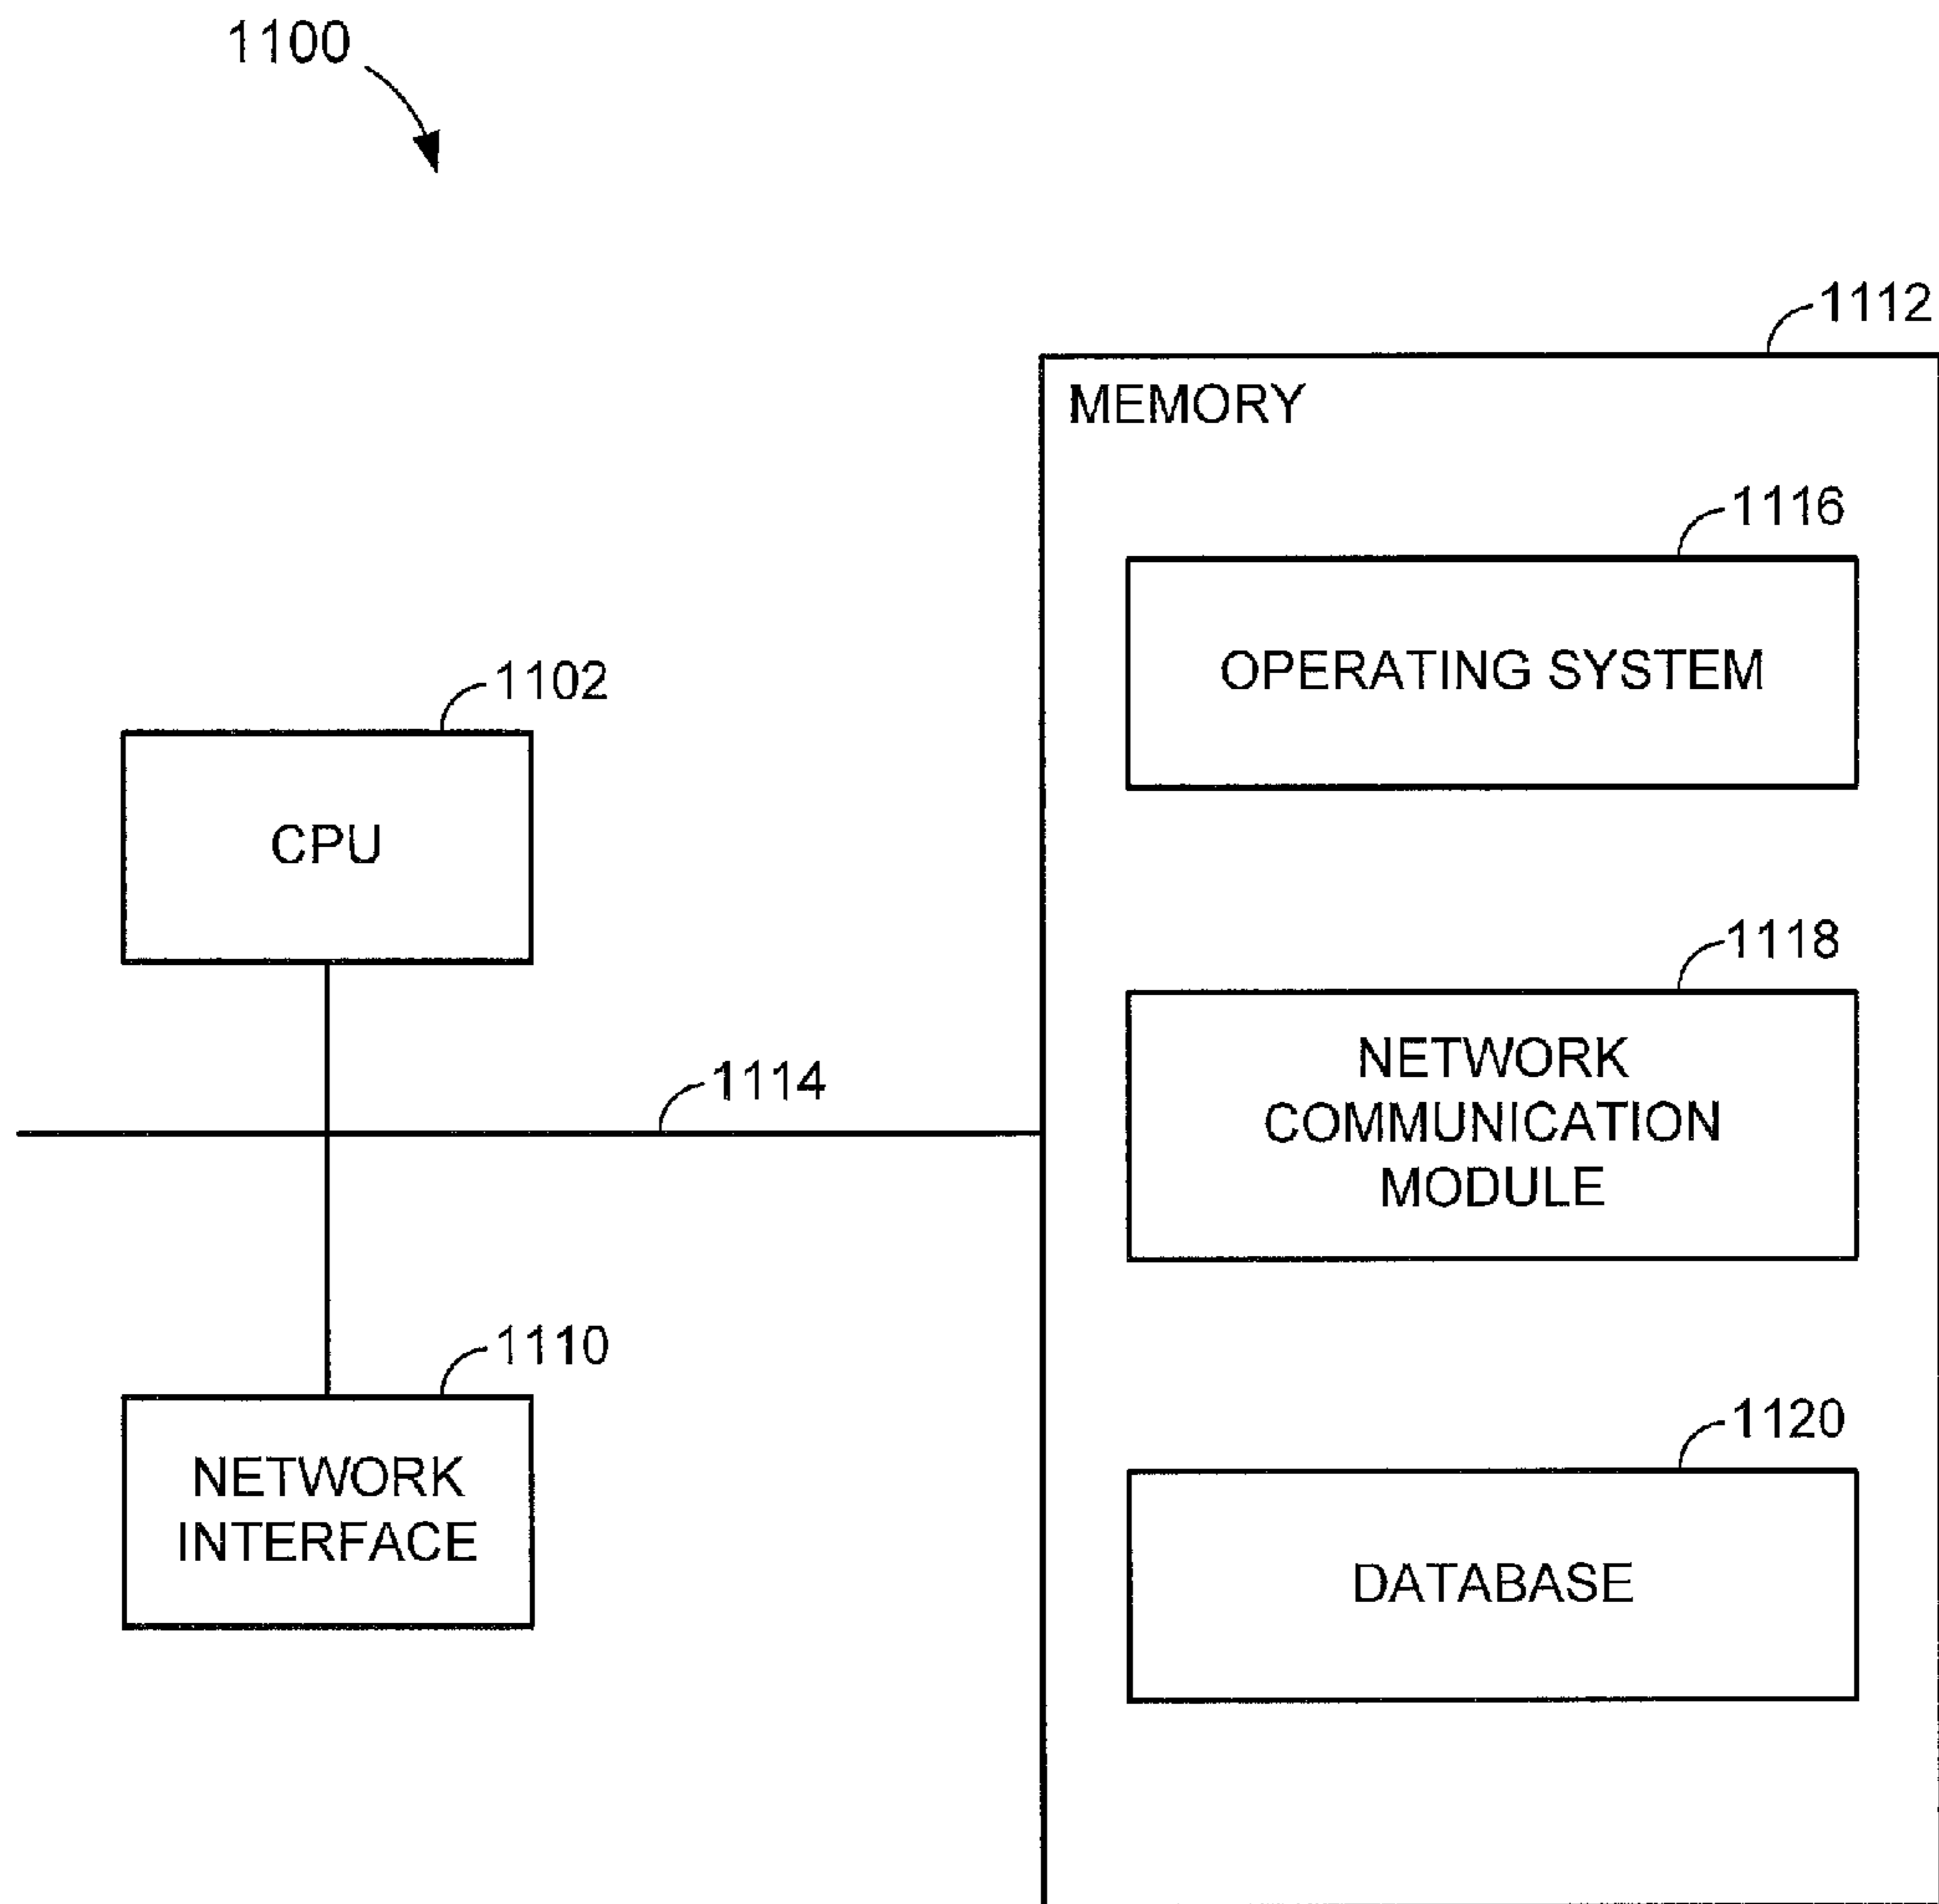 1100
1112
MEMORY
1116
OPERATING SYSTEM
1102
CPU
1118
NETWORK
COMMUNICATION
MODULE
1114
1110
NETWORK
INTERFACE
1120
DATABASE